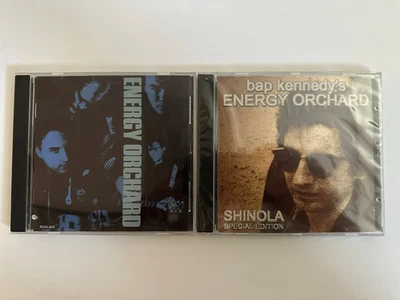 ENERGY ORCHARD
bap kennedy's
ENERGY ORCHARD
SHINOLA
SPECIAL EDITION